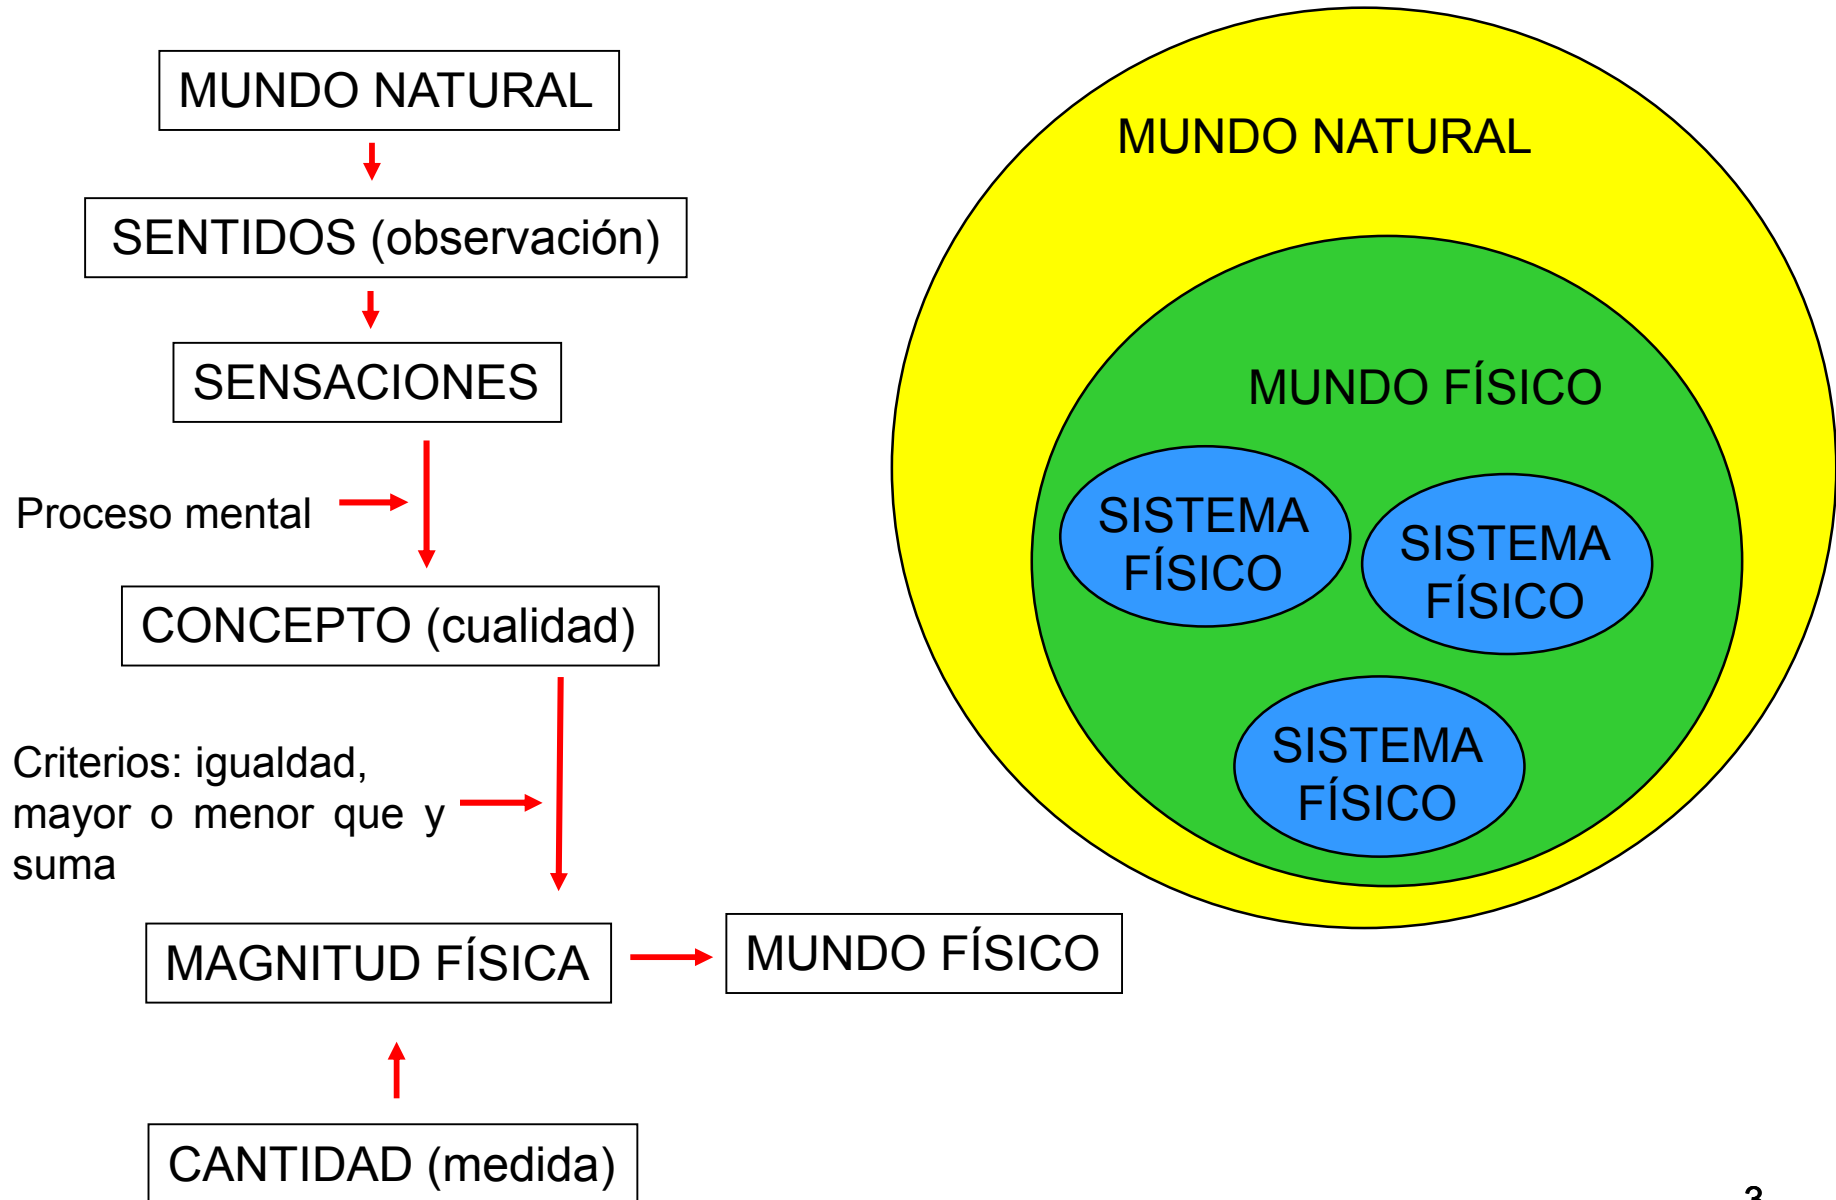 MUNDO NATURAL
SENTIDOS (observación)
SENSACIONES
Proceso mental
CONCEPTO (cualidad)
Criterios: igualdad,
mayor o menor que y
suma
MAGNITUD FÍSICA
MUNDO FÍSICO
CANTIDAD (medida)
MUNDO NATURAL
MUNDO FÍSICO
SISTEMA
FÍSICO
SISTEMA
FÍSICO
SISTEMA
FÍSICO
3